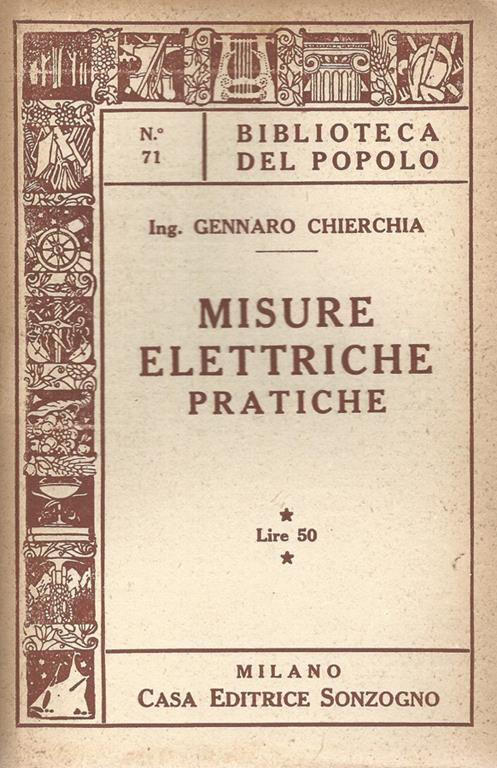 N.° 71
BIBLIOTECA
DEL POPOLO
Ing. GENNARO CHIERCHIA
MISURE
ELETTRICHE
PRATICHE
Lire 50
MILANO
CASA EDITRICE SONZOGNO